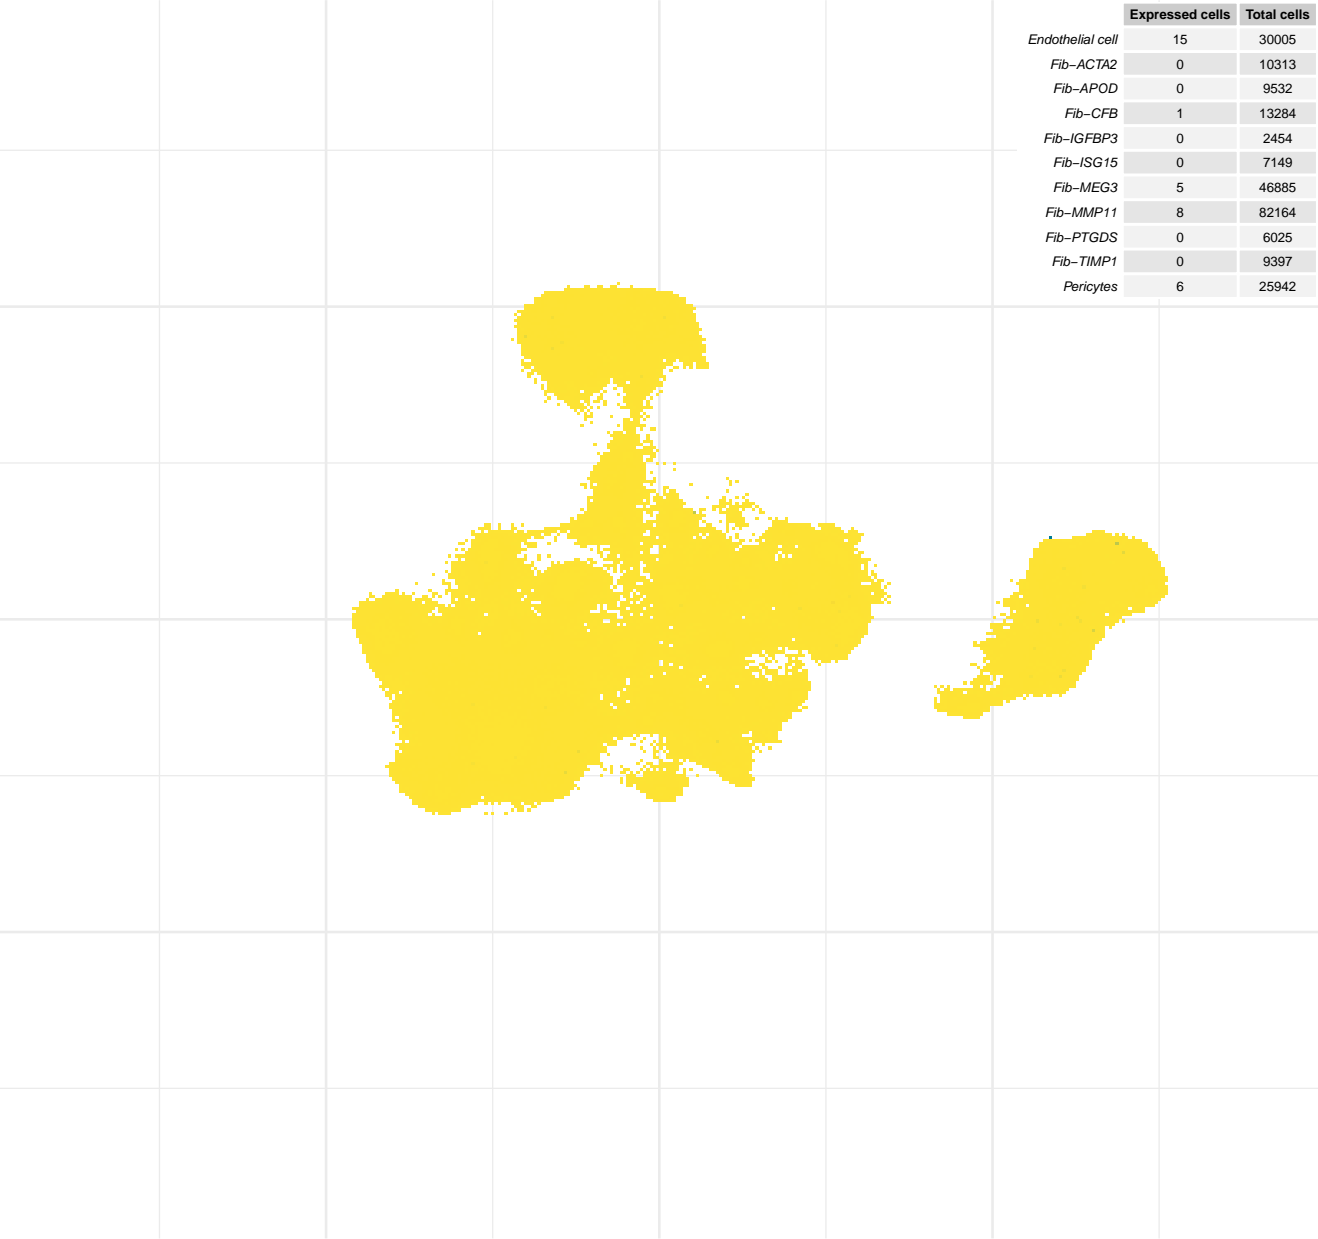 Expressed cells Total cells
Endothelial cell 15 30005
Fib−ACTA2 0 10313
Fib−APOD 0 9532
Fib−CFB 1 13284
Fib−IGFBP3 0 2454
Fib−ISG15 0 7149
Fib−MEG3 5 46885
Fib−MMP11 8 82164
Fib−PTGDS 0 6025
Fib−TIMP1 0 9397
Pericytes 6 25942